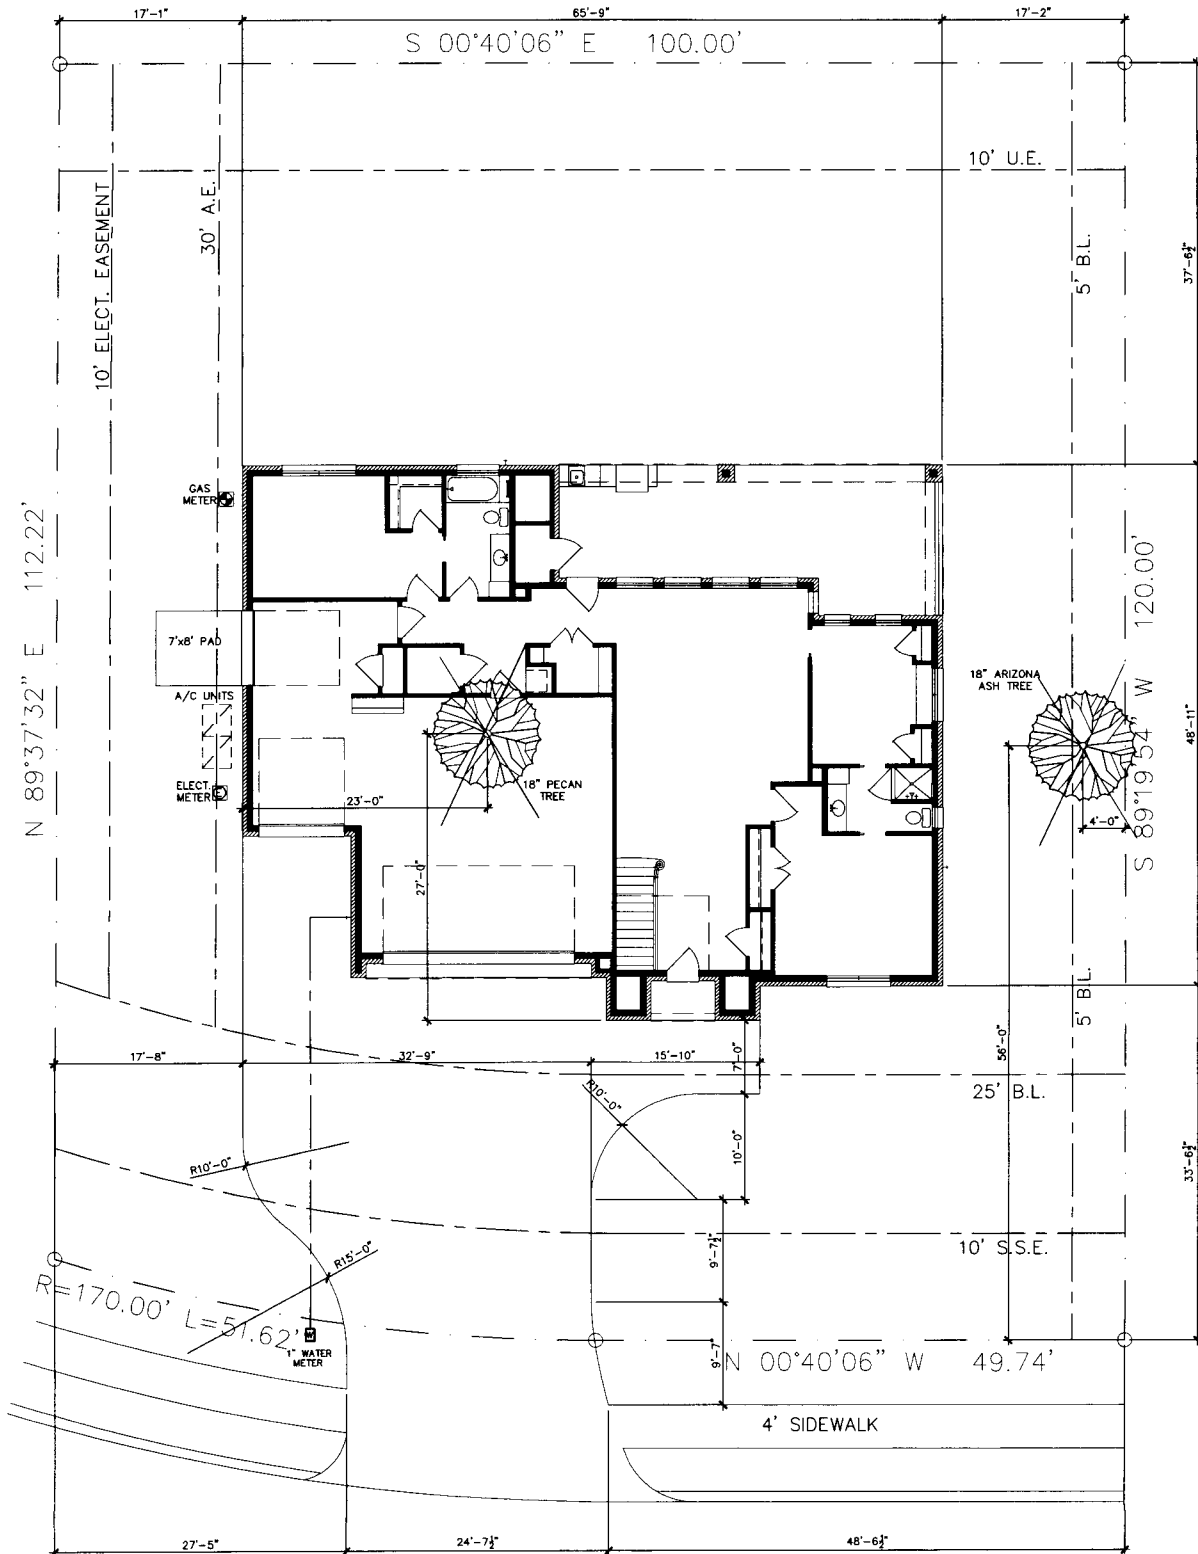 17'-1"
65'-9"
17'-2"
S 00°40'06" E 100.00'
10' U.E.
10' ELECT. EASEMENT
30' A.E.
5' B.L.
37'-6½"
GAS
METER
N 89°37'32" E 112.22'
S 89°19'54" W 120.00'
7'x8' PAD
A/C UNITS
18" ARIZONA
ASH TREE
48'-11"
ELECT.
METER
E
18" PECAN
TREE
23'-0"
4'-0"
27'-0"
5' B.L.
56'-0"
17'-8"
32'-9"
15'-10"
7'-0"
25' B.L.
R10'-0"
10'-0"
R10'-0"
33'-6½"
9'-7½"
10' S.S.E.
R15'-0"
R=170.00' L=51.62'
W
1" WATER
METER
9'-7"
N 00°40'06" W 49.74'
4' SIDEWALK
27'-5"
24'-7½"
48'-6½"